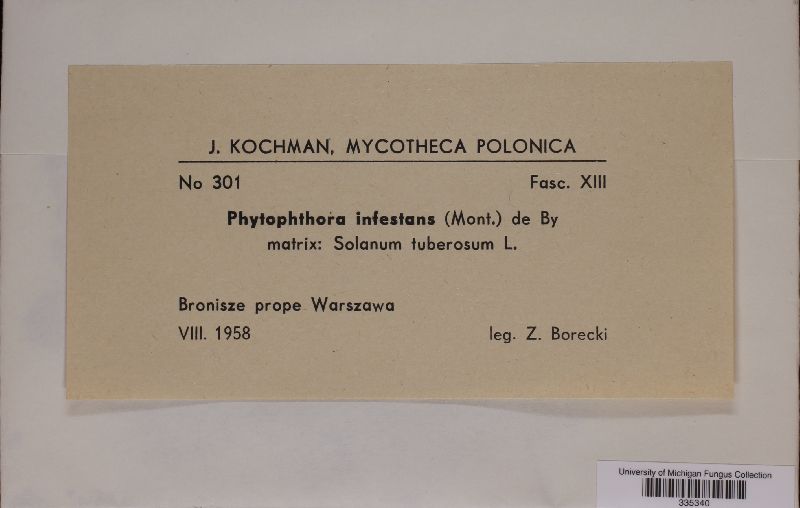 J. KOCHMAN, MYCOTHECA POLONICA
No 301 Fasc. XIII
Phytophthora infestans (Mont.) de By
matrix: Solanum tuberosum L.
Bronisze prope Warszawa
VIII. 1958 leg. Z. Borecki
University of Michigan Fungus Collection
335340